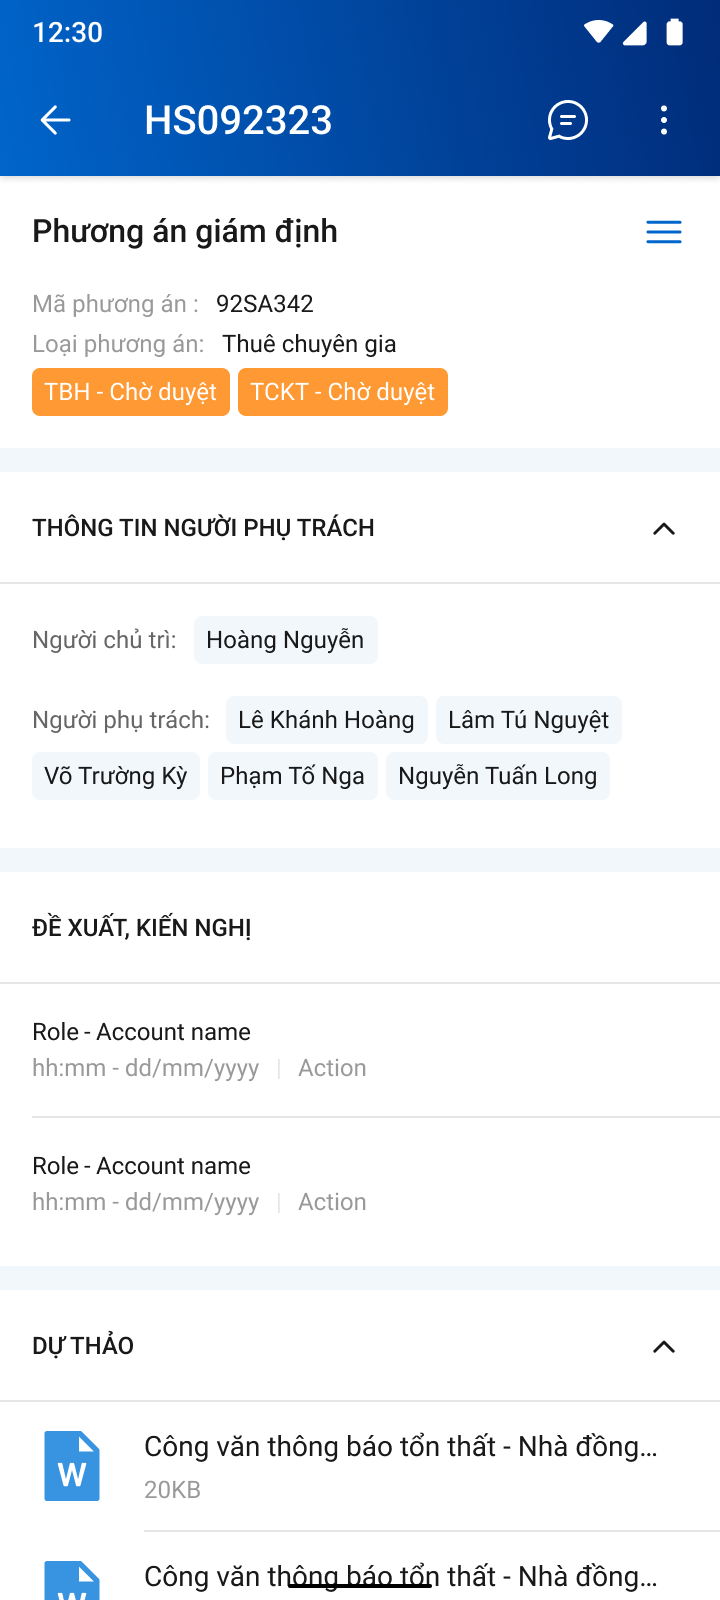 12:30
HS092323
Phương án giám định
Mã phương án : 92SA342
Loại phương án: Thuê chuyên gia
TBH - Chờ duyệt TCKT - Chờ duyệt
THÔNG TIN NGƯỜI PHỤ TRÁCH
Người chủ trì: Hoàng Nguyễn
Người phụ trách: Lê Khánh Hoàng Lâm Tú Nguyệt
Võ Trường Kỳ Phạm Tố Nga Nguyễn Tuấn Long
ĐỀ XUẤT, KIẾN NGHỊ
Role - Account name
hh:mm - dd/mm/yyyy | Action
Role - Account name
hh:mm - dd/mm/yyyy | Action
DỰ THẢO
W Công văn thông báo tổn thất - Nhà đồng...
20KB
W Công văn thông báo tổn thất - Nhà đồng...